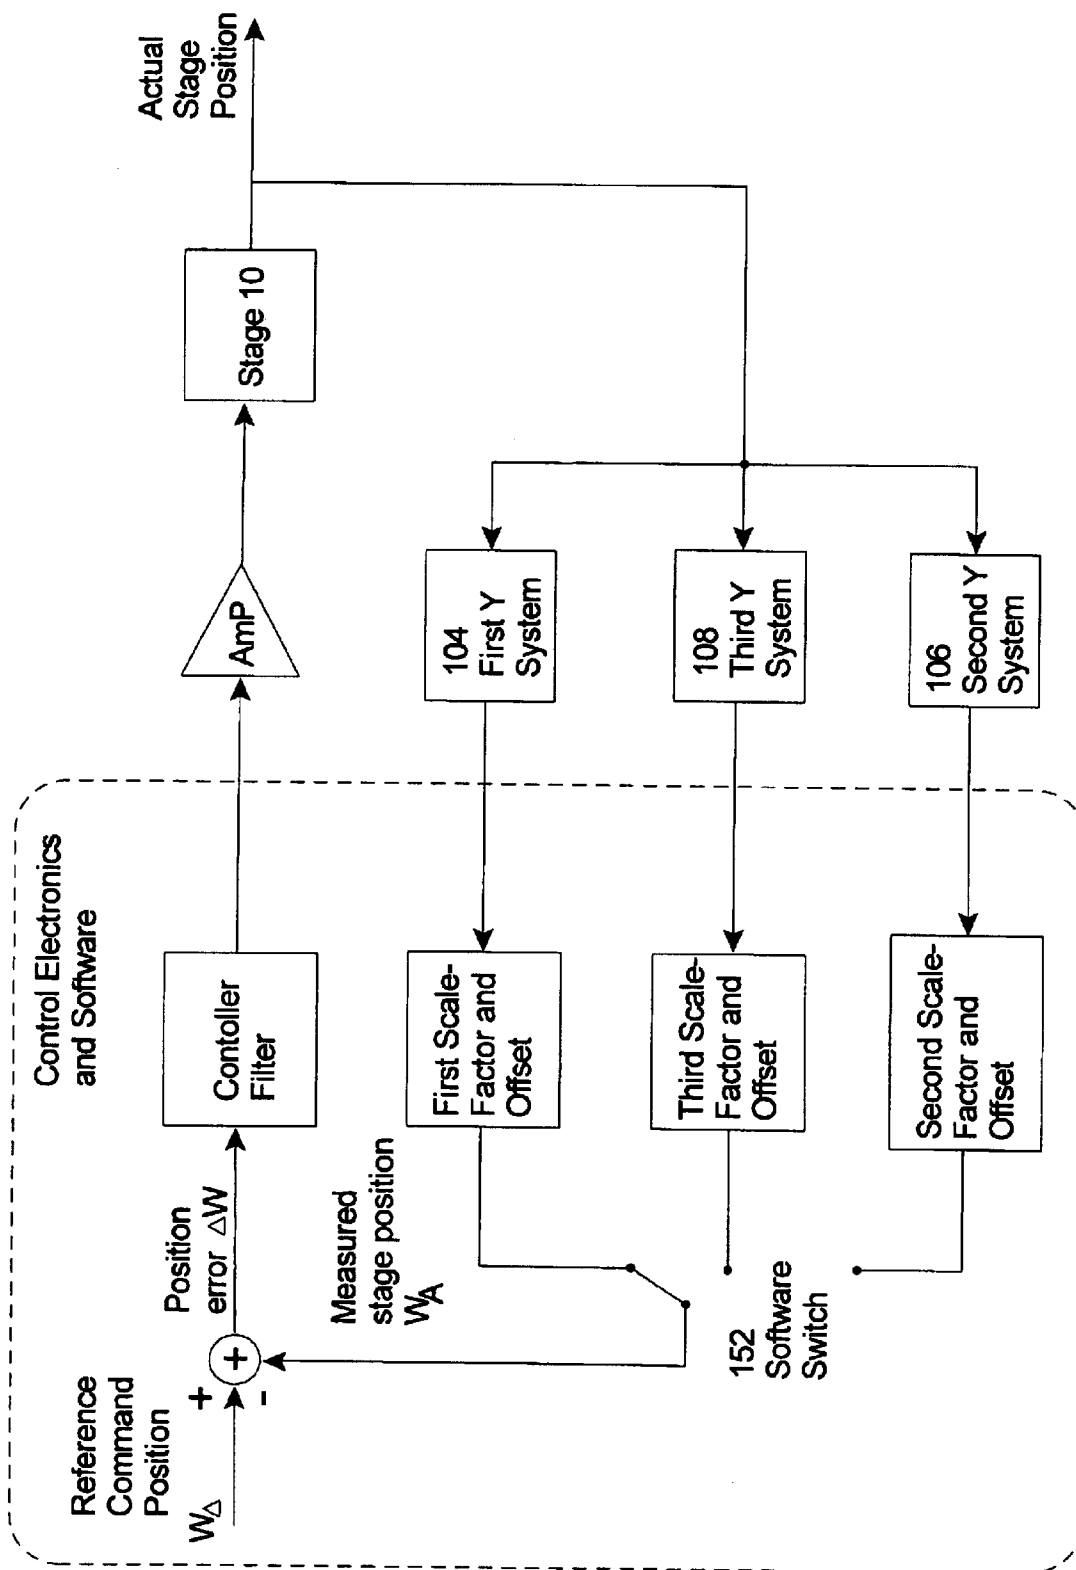 Control Electronics
and Software
Reference
Command
Position
W△
+
-
+
Position
error △W
Contoller
Filter
AmP
Stage 10
Actual
Stage
Position
Measured
stage position
WA
First Scale-
Factor and
Offset
104
First Y
System
152
Software
Switch
Third Scale-
Factor and
Offset
108
Third Y
System
Second Scale-
Factor and
Offset
106
Second Y
System